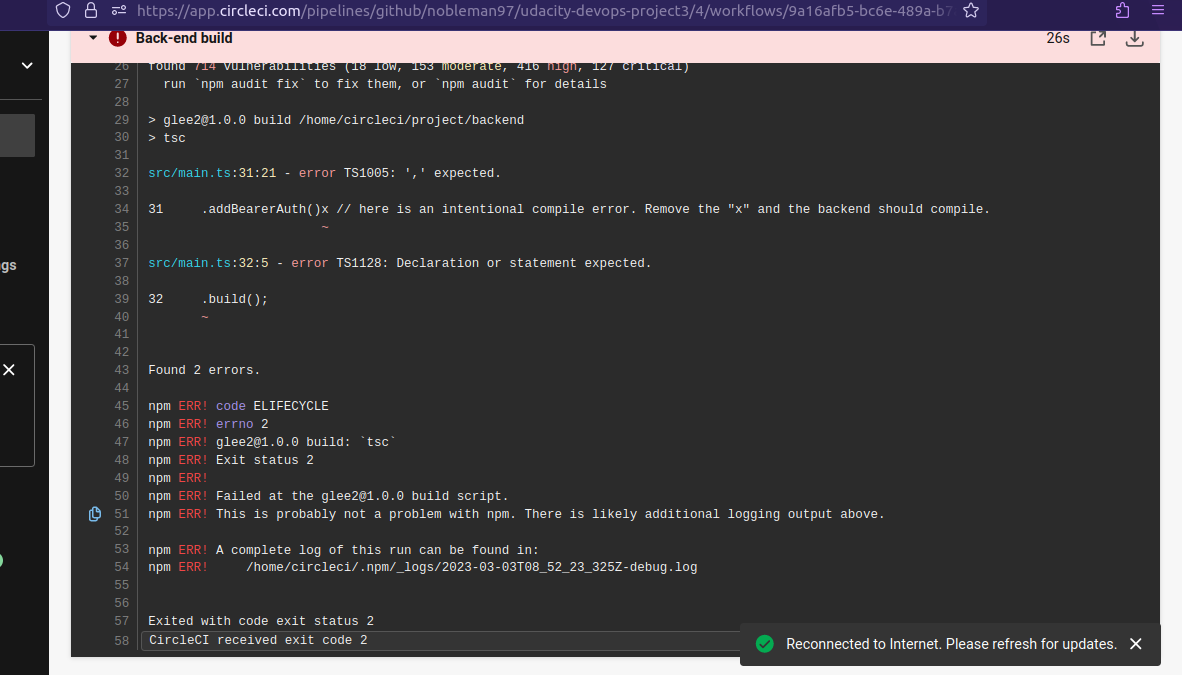 https://app.circleci.com/pipelines/github/nobleman97/udacity-devops-project3/4/workflows/9a16afb5-bc6e-489a-b7
Back-end build
26s
26 found 714 vulnerabilities (18 low, 153 moderate, 416 high, 127 critical)
27 run `npm audit fix` to fix them, or `npm audit` for details
28
29 > glee2@1.0.0 build /home/circleci/project/backend
30 > tsc
31
32 src/main.ts:31:21 - error TS1005: ',' expected.
33
34 31 .addBearerAuth()x // here is an intentional compile error. Remove the "x" and the backend should compile.
35 ~
36
37 src/main.ts:32:5 - error TS1128: Declaration or statement expected.
38
39 32 .build();
40 ~
41
42
43 Found 2 errors.
44
45 npm ERR! code ELIFECYCLE
46 npm ERR! errno 2
47 npm ERR! glee2@1.0.0 build: `tsc`
48 npm ERR! Exit status 2
49 npm ERR!
50 npm ERR! Failed at the glee2@1.0.0 build script.
51 npm ERR! This is probably not a problem with npm. There is likely additional logging output above.
52
53 npm ERR! A complete log of this run can be found in:
54 npm ERR! /home/circleci/.npm/_logs/2023-03-03T08_52_23_325Z-debug.log
55
56
57 Exited with code exit status 2
58 CircleCI received exit code 2
gs
Reconnected to Internet. Please refresh for updates.